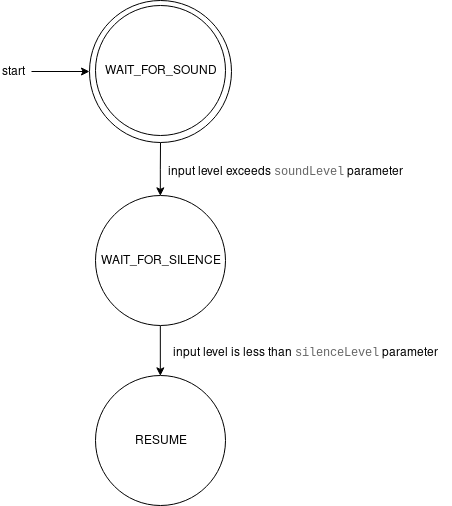 WAIT_FOR_SOUND
start
input level exceeds soundLevel parameter
WAIT_FOR_SILENCE
input level is less than silenceLevel parameter
RESUME